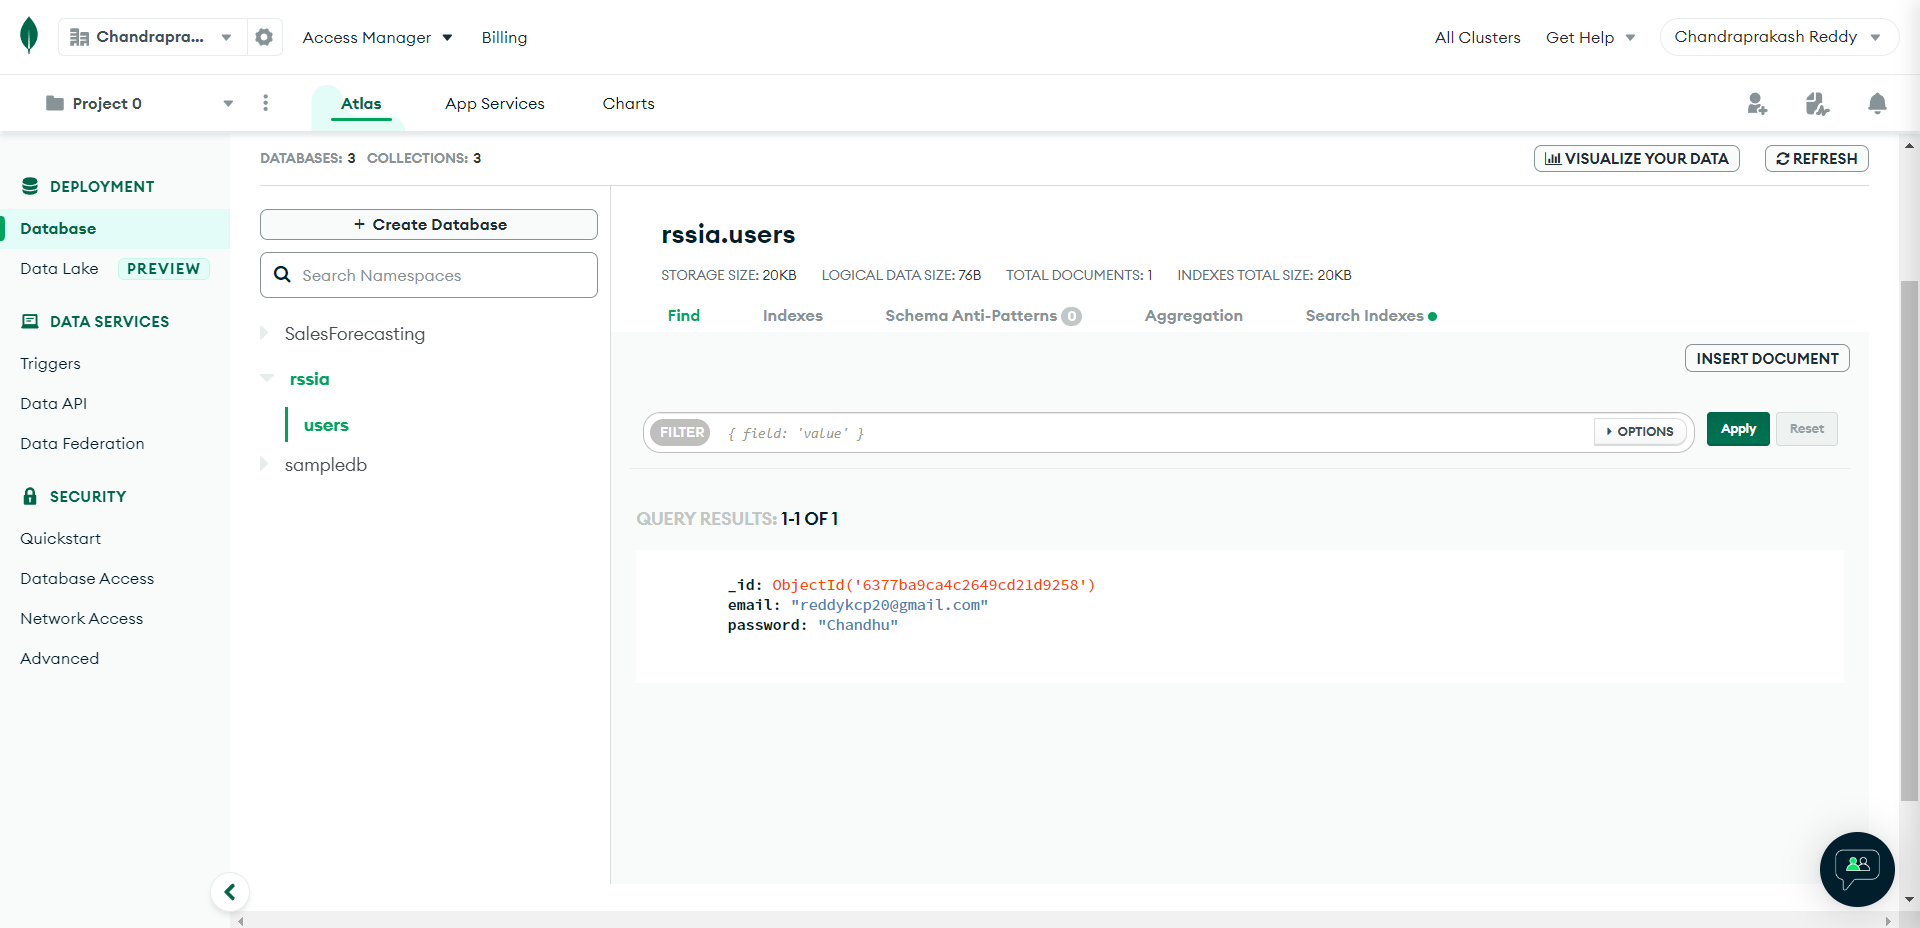 Chandrapra... Access Manager Billing All Clusters Get Help Chandraprakash Reddy
Project 0 Atlas App Services Charts
DEPLOYMENT
Database
Data Lake PREVIEW
DATA SERVICES
Triggers
Data API
Data Federation
SECURITY
Quickstart
Database Access
Network Access
Advanced
DATABASES: 3 COLLECTIONS: 3
VISUALIZE YOUR DATA REFRESH
+ Create Database
Search Namespaces
SalesForecasting
rssia
users
sampledb
rssia.users
STORAGE SIZE: 20KB LOGICAL DATA SIZE: 76B TOTAL DOCUMENTS: 1 INDEXES TOTAL SIZE: 20KB
Find Indexes Schema Anti-Patterns 0 Aggregation Search Indexes
INSERT DOCUMENT
FILTER { field: 'value' } OPTIONS Apply Reset
QUERY RESULTS: 1-1 OF 1
_id: ObjectId('6377ba9ca4c2649cd21d9258')
email: "reddykcp20@gmail.com"
password: "Chandhu"